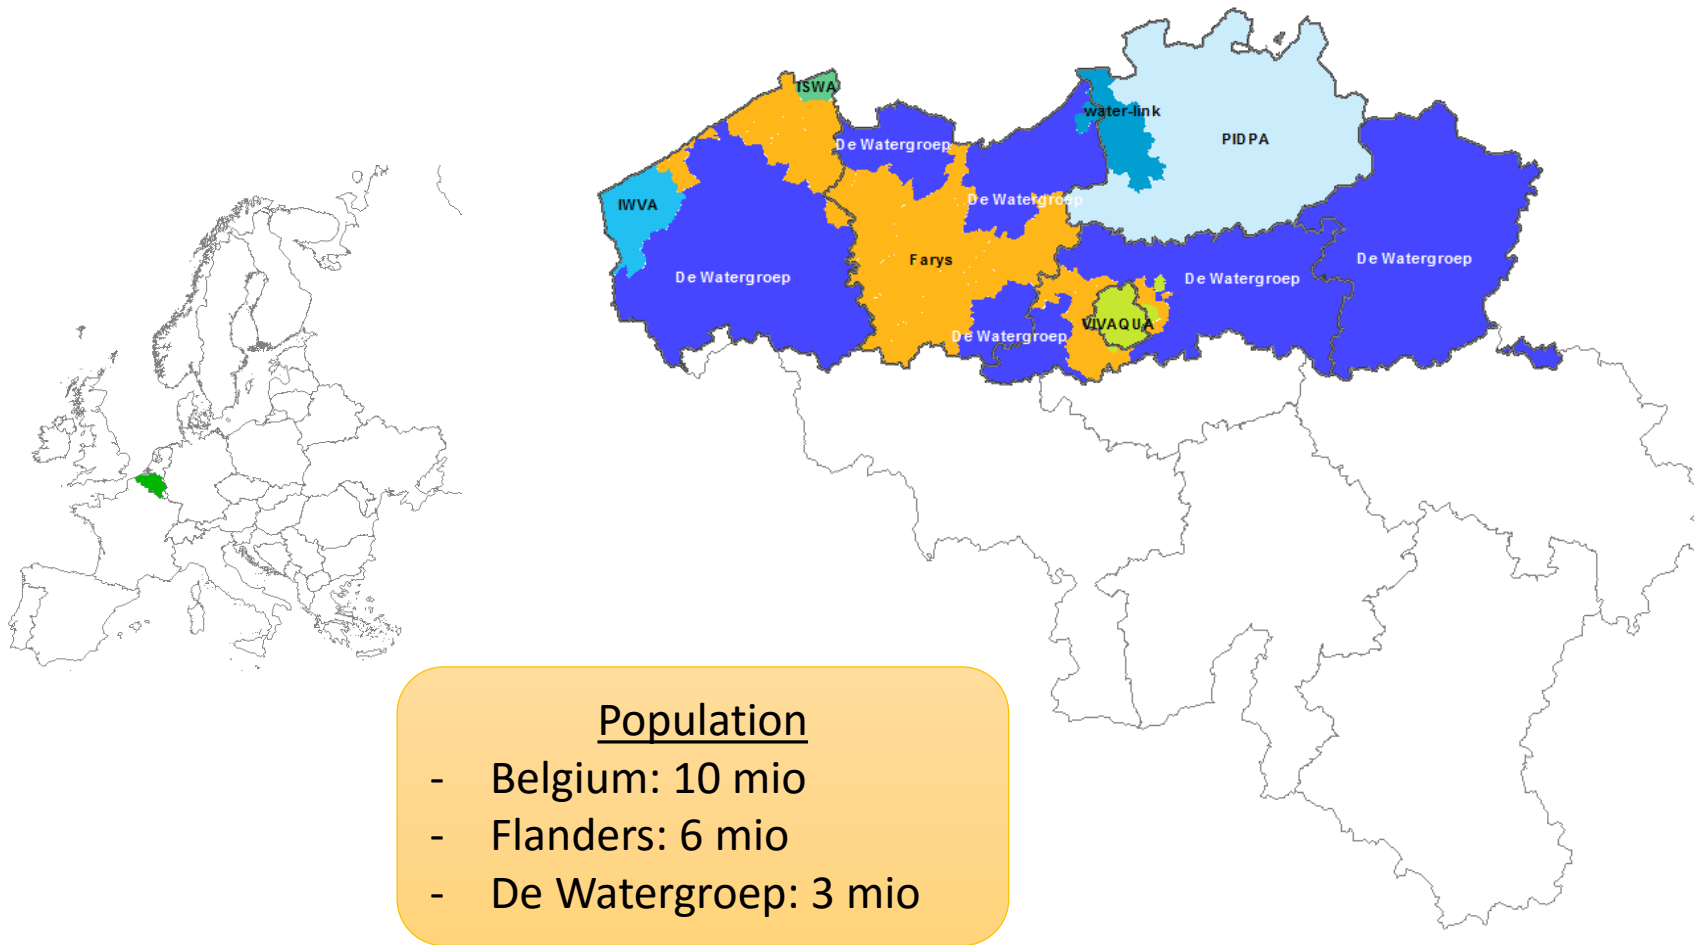 ISWA
water-link
PIDPA
De Watergroep
De Watergroep
IWVA
Farys
De Watergroep
De Watergroep
De Watergroep
VIVAQUA
De Watergroep
Population
- Belgium: 10 mio
- Flanders: 6 mio
- De Watergroep: 3 mio